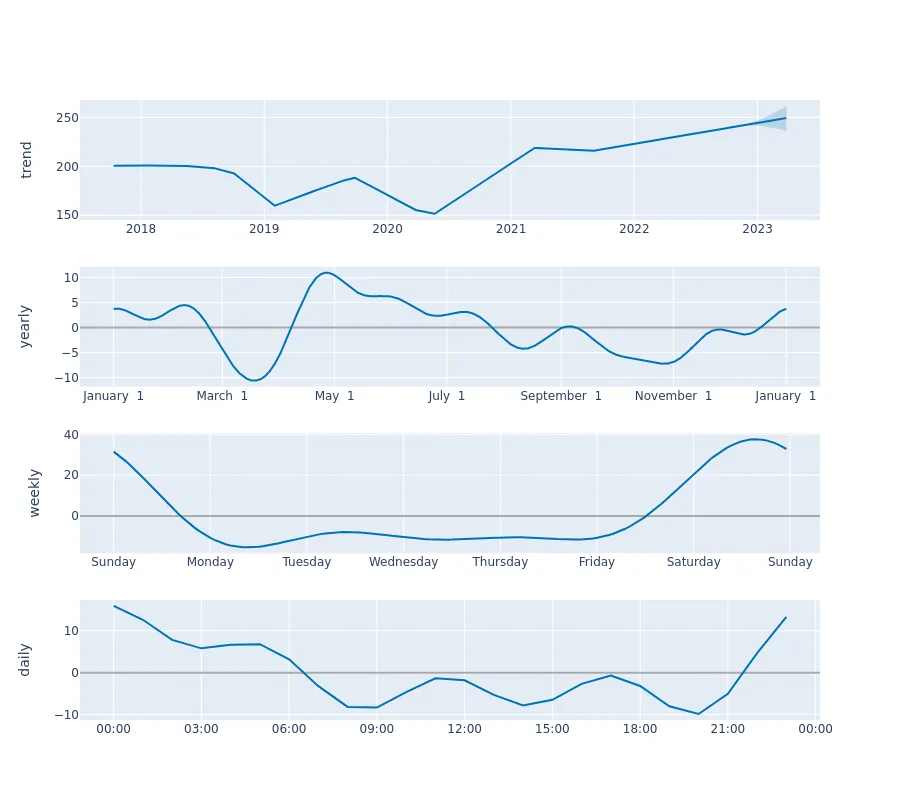 trend
250
200
150
2018 2019 2020 2021 2022 2023
yearly
10
5
0
−5
−10
January 1 March 1 May 1 July 1 September 1 November 1 January 1
weekly
40
20
0
Sunday Monday Tuesday Wednesday Thursday Friday Saturday Sunday
daily
10
0
−10
00:00 03:00 06:00 09:00 12:00 15:00 18:00 21:00 00:00